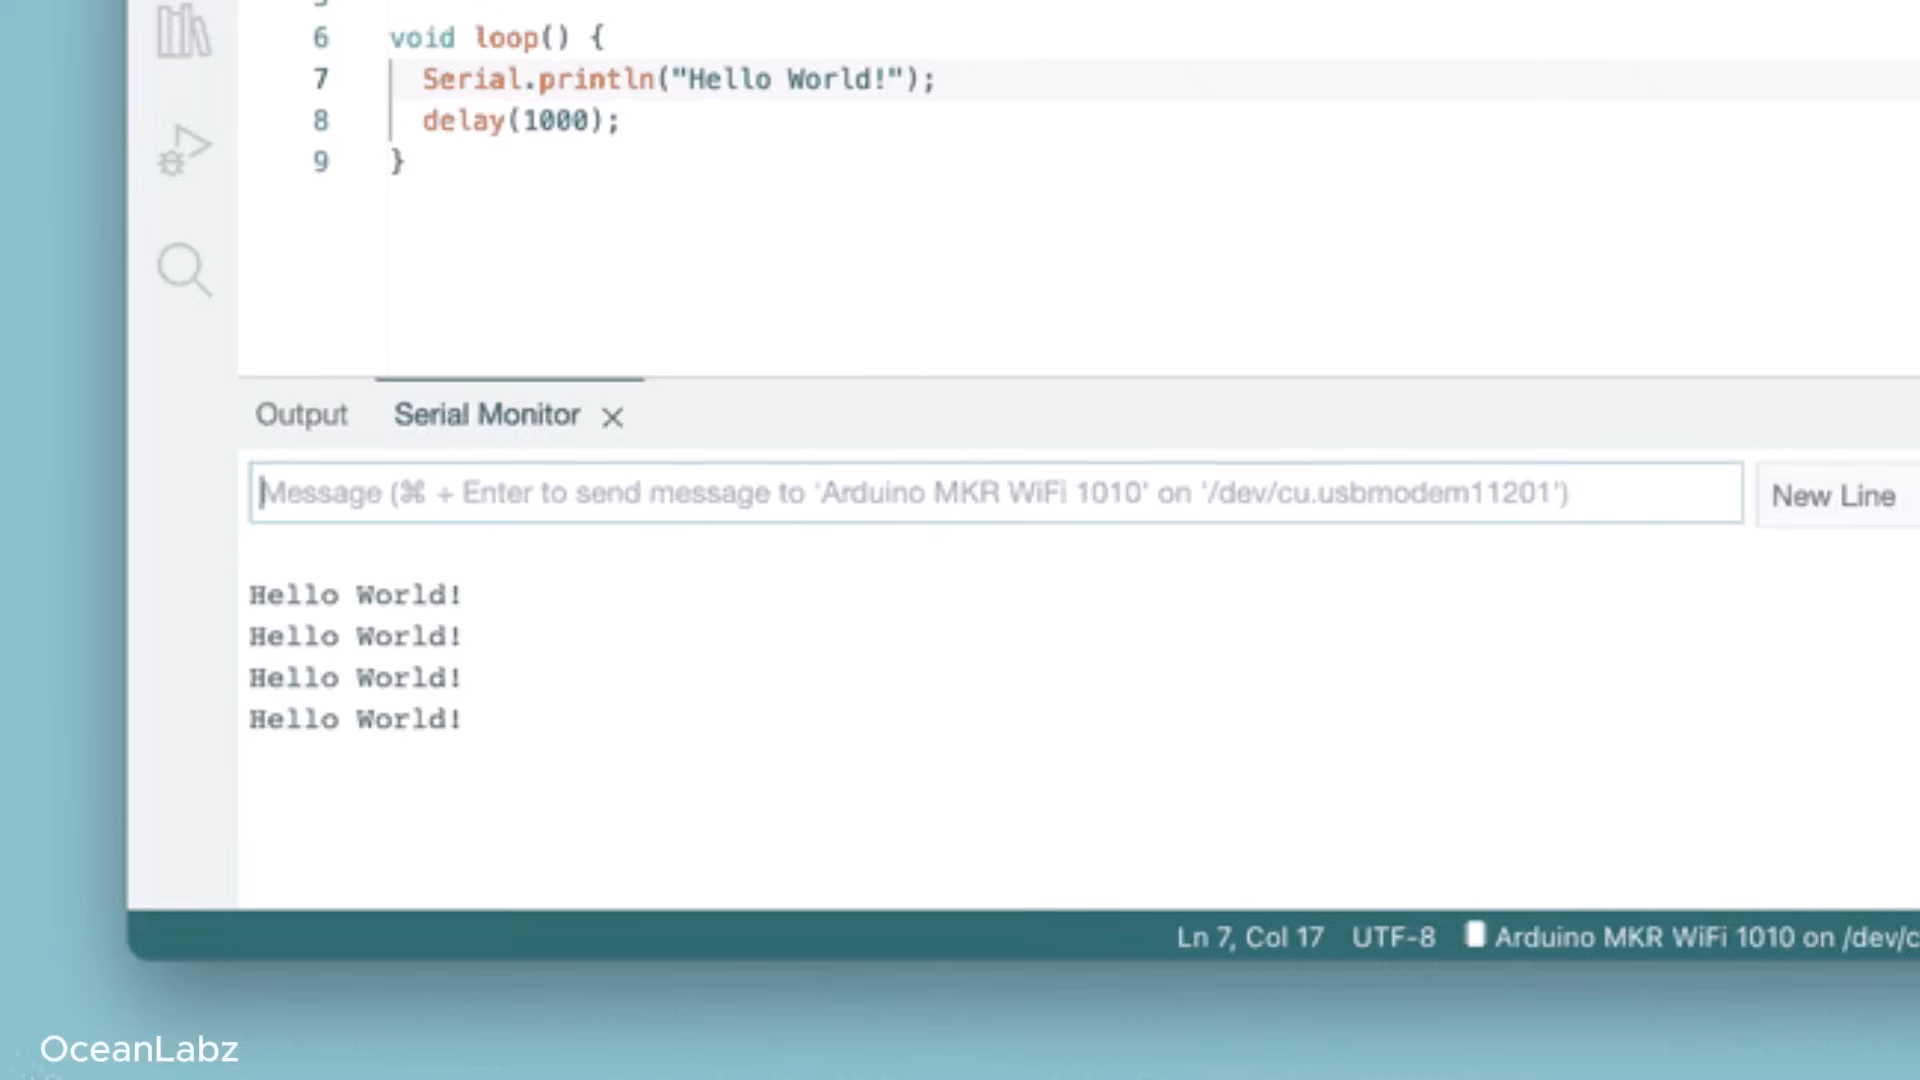 6 void loop() {
7 Serial.println("Hello World!");
8 delay(1000);
9 }
Output Serial Monitor
Message (⌘ + Enter to send message to 'Arduino MKR WiFi 1010' on '/dev/cu.usbmodem11201') New Line
Hello World!
Hello World!
Hello World!
Hello World!
Ln 7, Col 17 UTF-8 Arduino MKR WiFi 1010 on /dev/c
OceanLabz